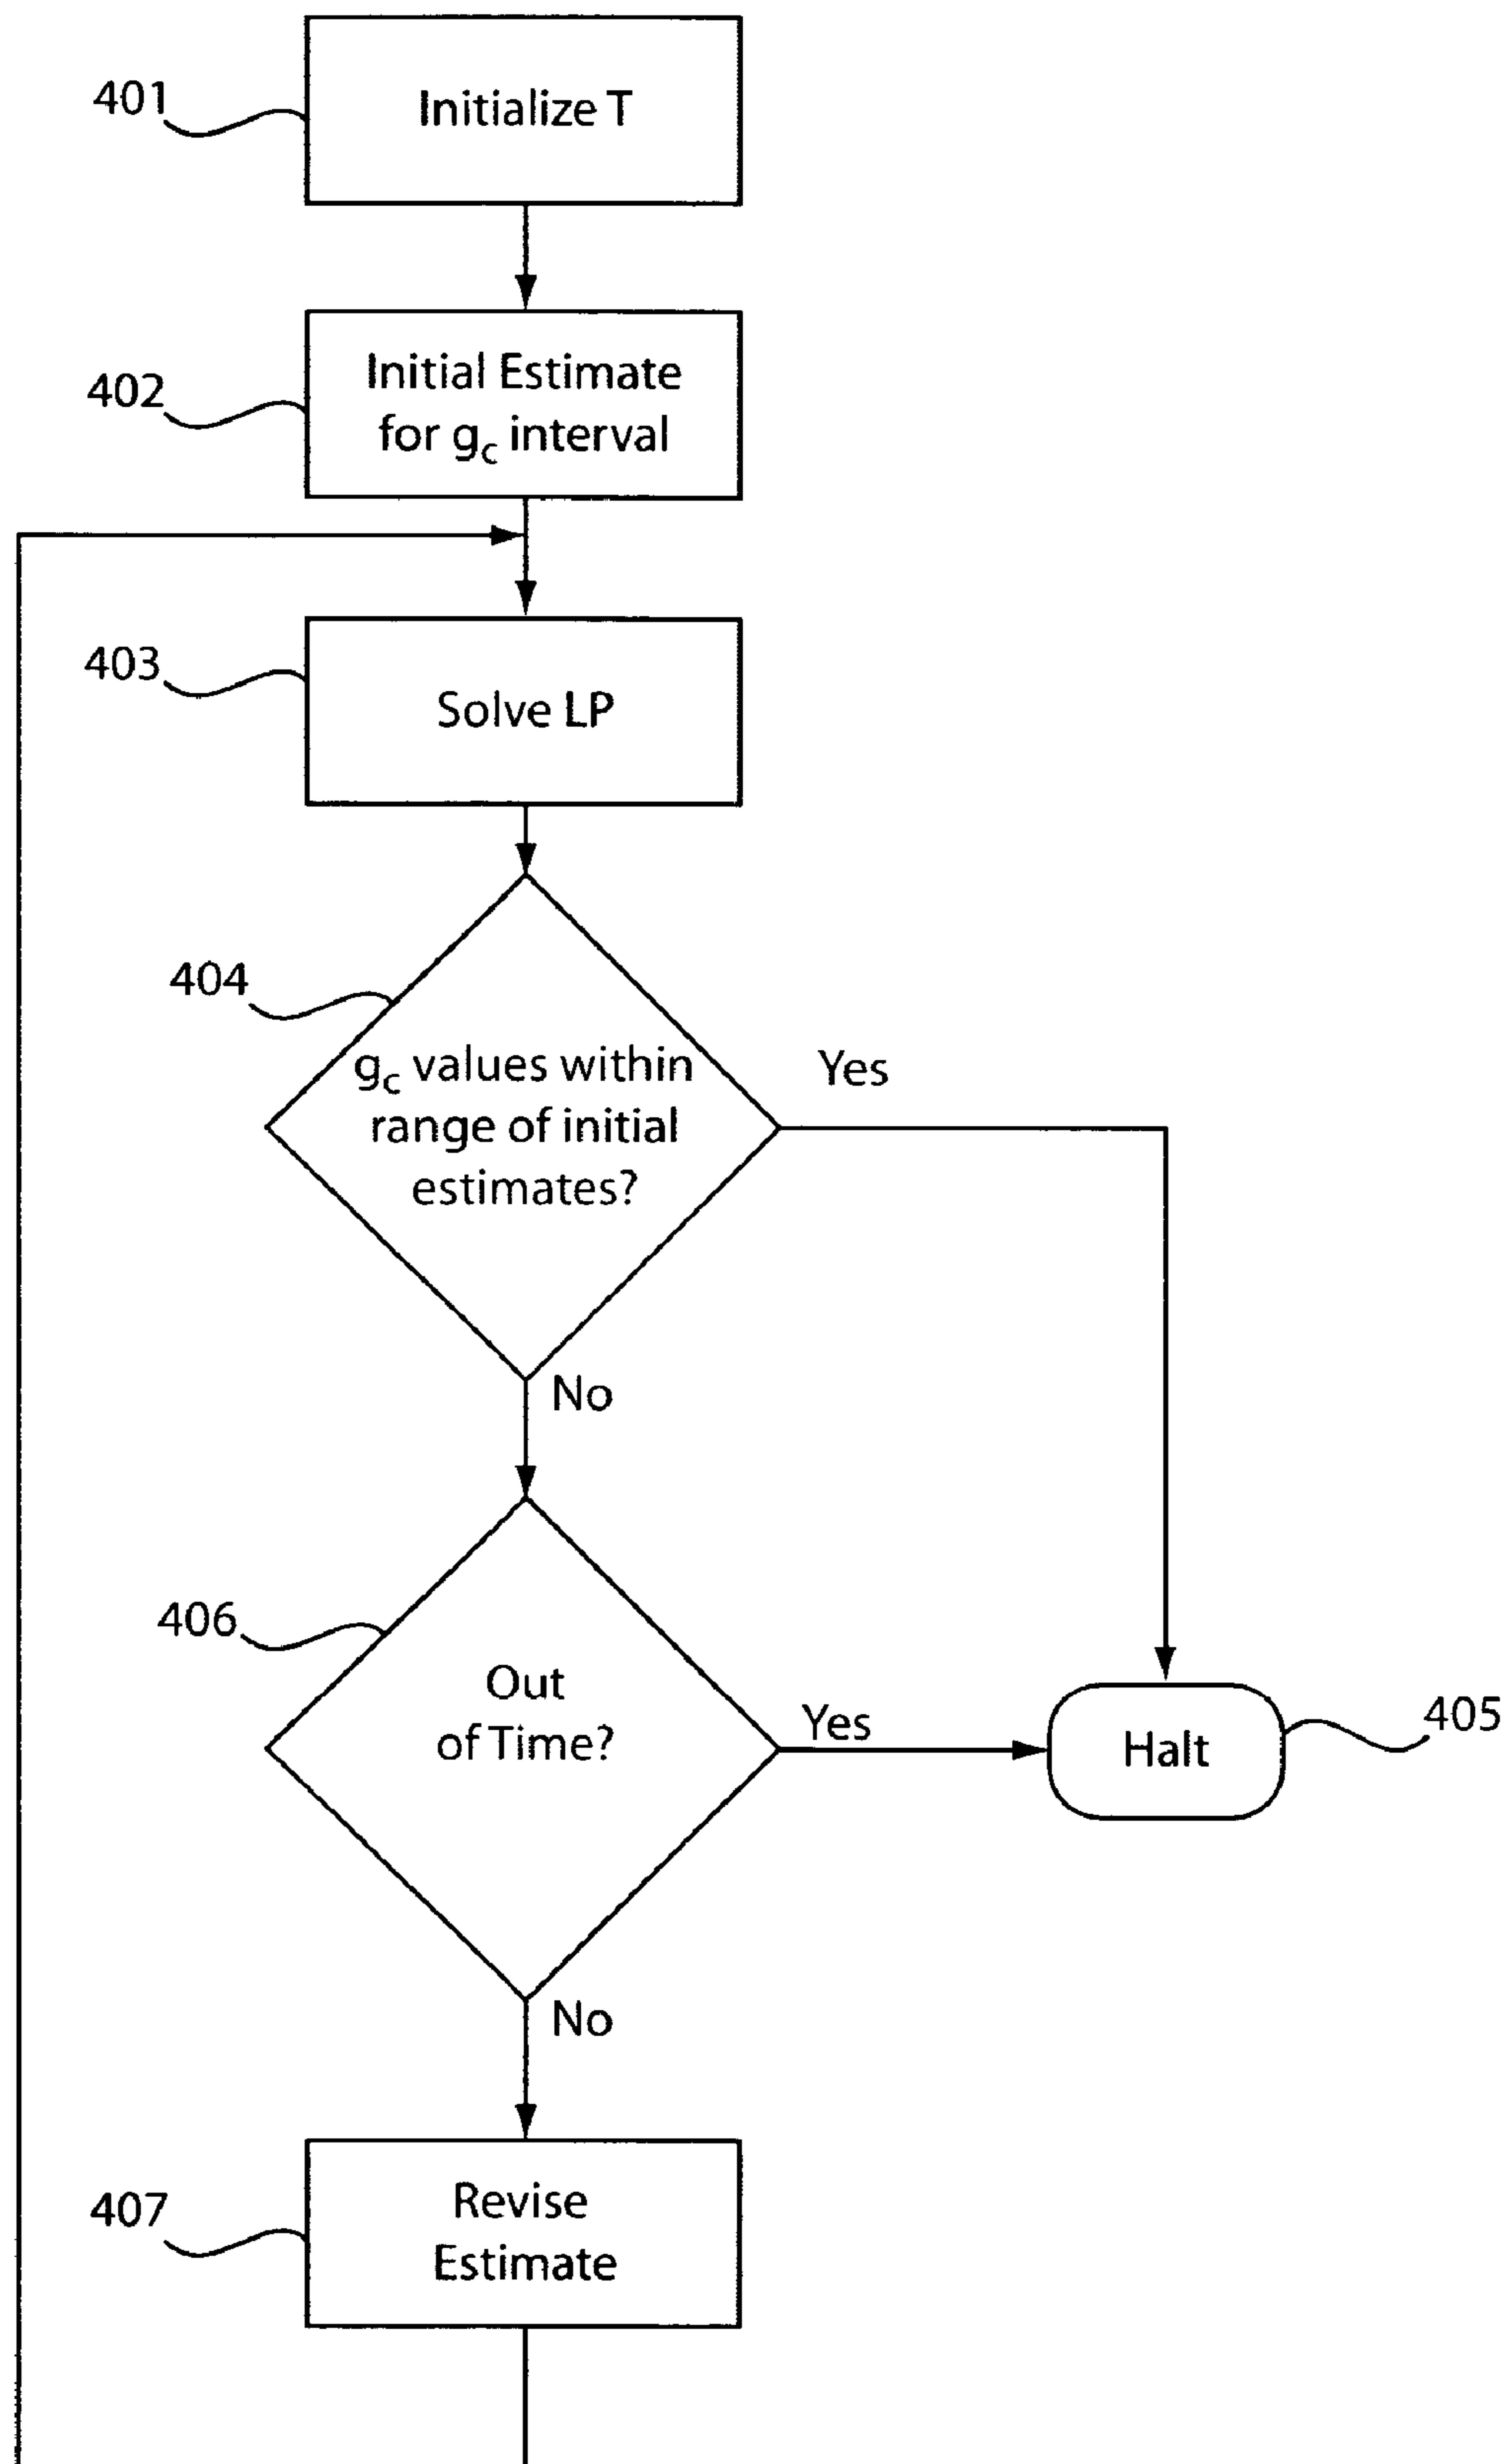 401
Initialize T
402
Initial Estimate
for gc interval
403
Solve LP
404
gc values within
range of initial
estimates?
Yes
No
406
Out
of Time?
Yes
Halt
405
No
407
Revise
Estimate